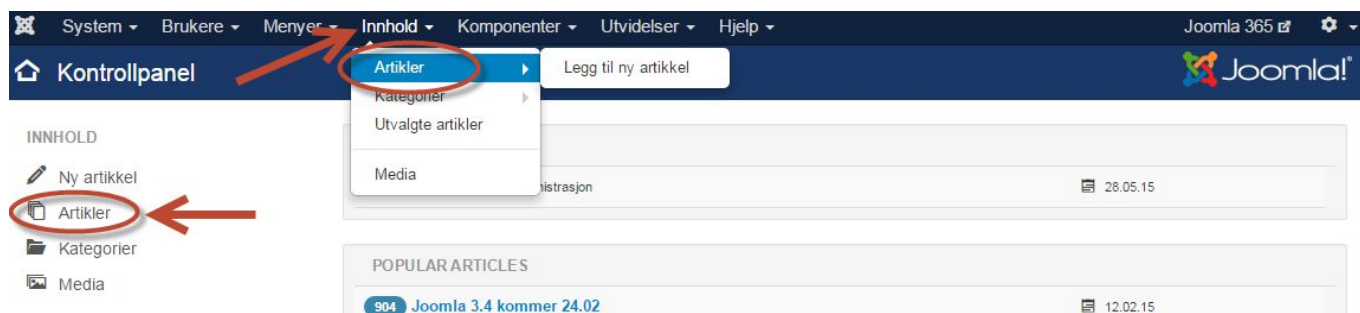 System Brukere Menyer Innhold Komponenter Utvidelser Hjelp Joomla 365
Kontrollpanel
Joomla!
Artikler Legg til ny artikkel
Kategorier
Utvalgte artikler
Media
INNHOLD
Ny artikkel
Artikler
Kategorier
Media
nistrasjon 28.05.15
POPULAR ARTICLES
904 Joomla 3.4 kommer 24.02 12.02.15